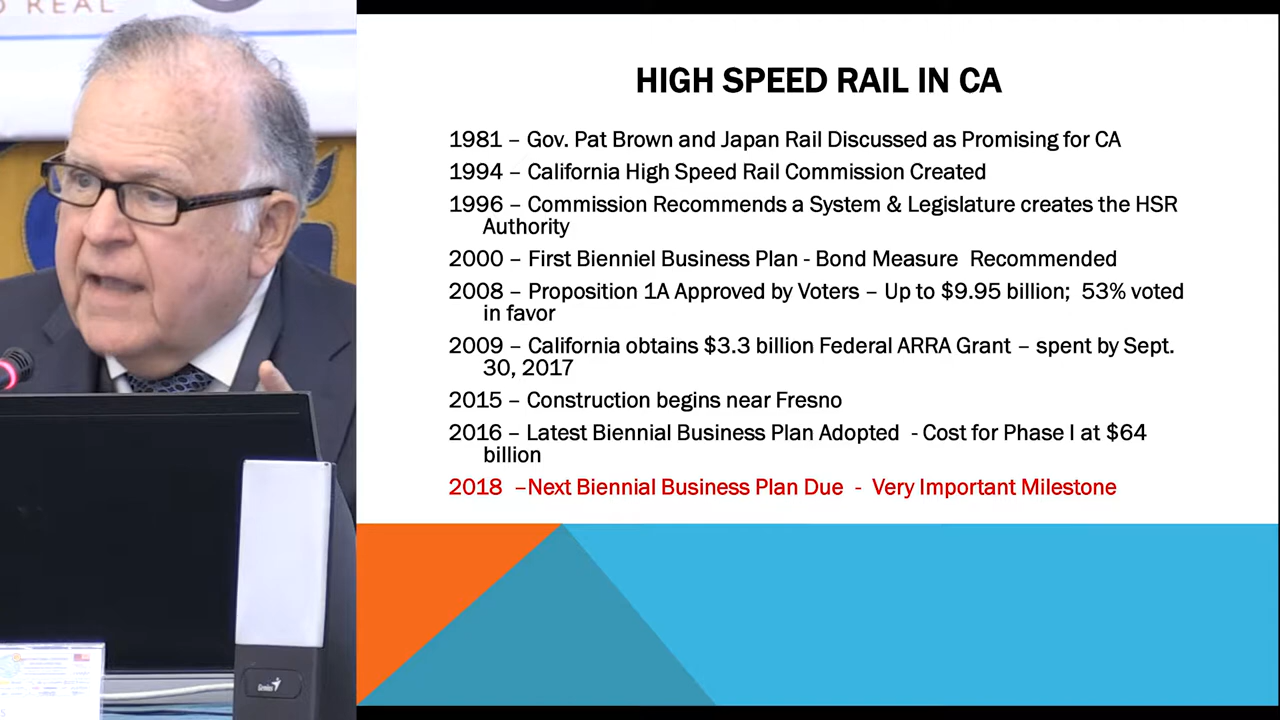 REAL
HIGH SPEED RAIL IN CA
1981 – Gov. Pat Brown and Japan Rail Discussed as Promising for CA
1994 – California High Speed Rail Commission Created
1996 – Commission Recommends a System & Legislature creates the HSR
Authority
2000 – First Bienniel Business Plan - Bond Measure Recommended
2008 – Proposition 1A Approved by Voters – Up to $9.95 billion; 53% voted
in favor
2009 – California obtains $3.3 billion Federal ARRA Grant – spent by Sept.
30, 2017
2015 – Construction begins near Fresno
2016 – Latest Biennial Business Plan Adopted - Cost for Phase I at $64
billion
2018 –Next Biennial Business Plan Due - Very Important Milestone
Genius